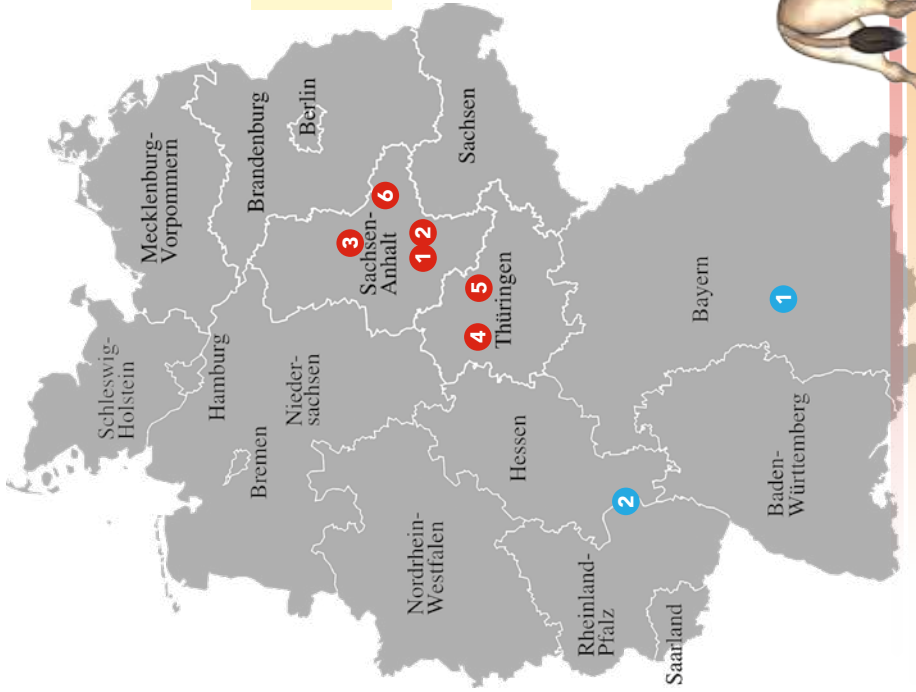 Schleswig-
Holstein
Mecklenburg-
Vorpommern
Hamburg
Bremen
Nieder-
sachsen
Brandenburg
Berlin
Sachsen-
Anhalt
3
6
1
2
Nordrhein-
Westfalen
Hessen
Thüringen
4
5
Sachsen
Rheinland-
Pfalz
2
Saarland
Bayern
1
Baden-
Württemberg